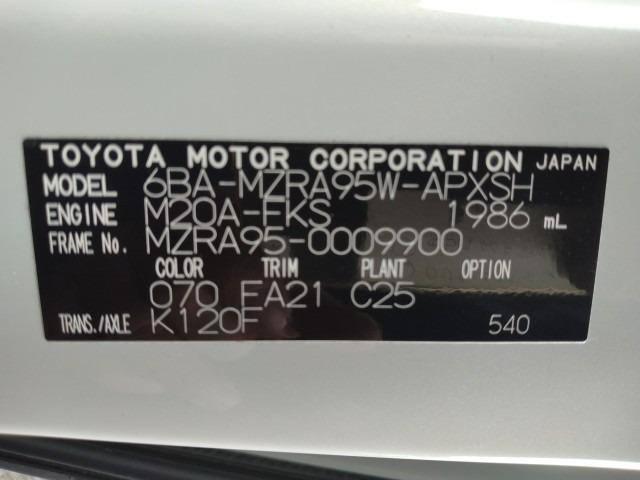 TOYOTA MOTOR CORPORATION JAPAN
MODEL 6BA-MZRA95W-APXSH
ENGINE M20A-FKS 1986 mL
FRAME No. MZRA95-0009900
COLOR TRIM PLANT OPTION
070 FA21 C25
TRANS./AXLE K120F 540